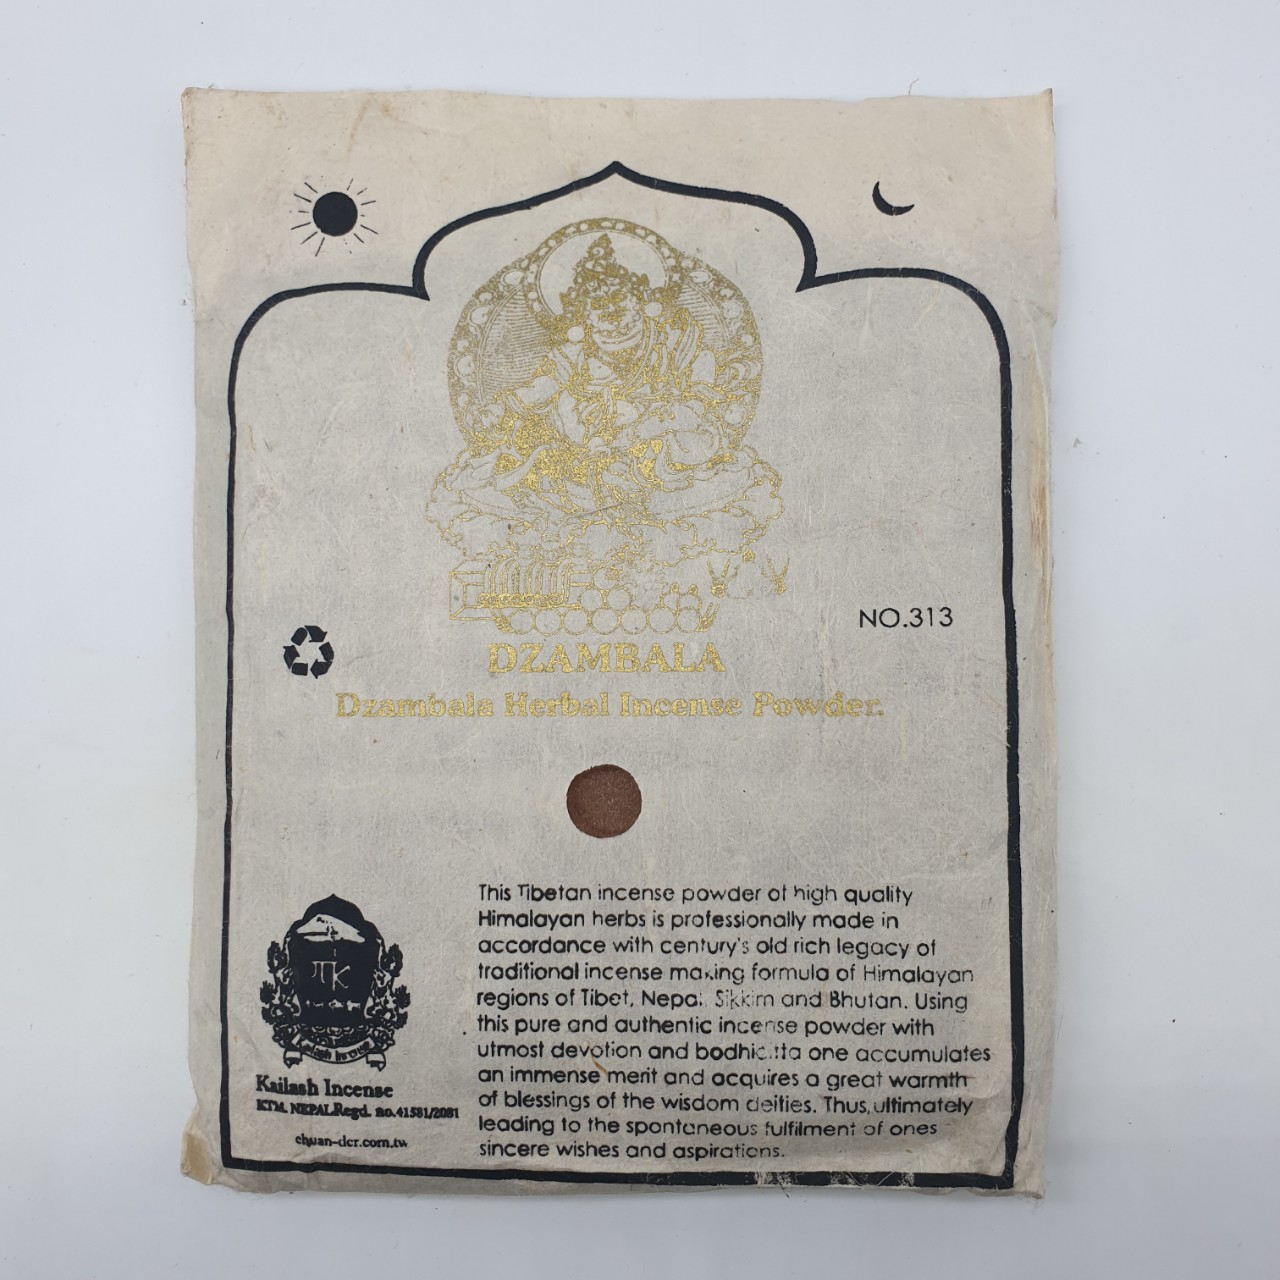 NO.313
DZAMBALA
Dzambala Herbal Incense Powder.
This Tibetan incense powder of high quality
Himalayan herbs is professionally made in
accordance with century's old rich legacy of
traditional incense making formula of Himalayan
regions of Tibet, Nepal, Sikkim and Bhutan. Using
this pure and authentic incense powder with
utmost devotion and bodhicitta one accumulates
an immense merit and acquires a great warmth
of blessings of the wisdom deities. Thus, ultimately
leading to the spontaneous fulfilment of ones
sincere wishes and aspirations.
TK
Kailash Incense
KTM. NEPAL.Regd. no.41581/2081
chuan-der.com.tw